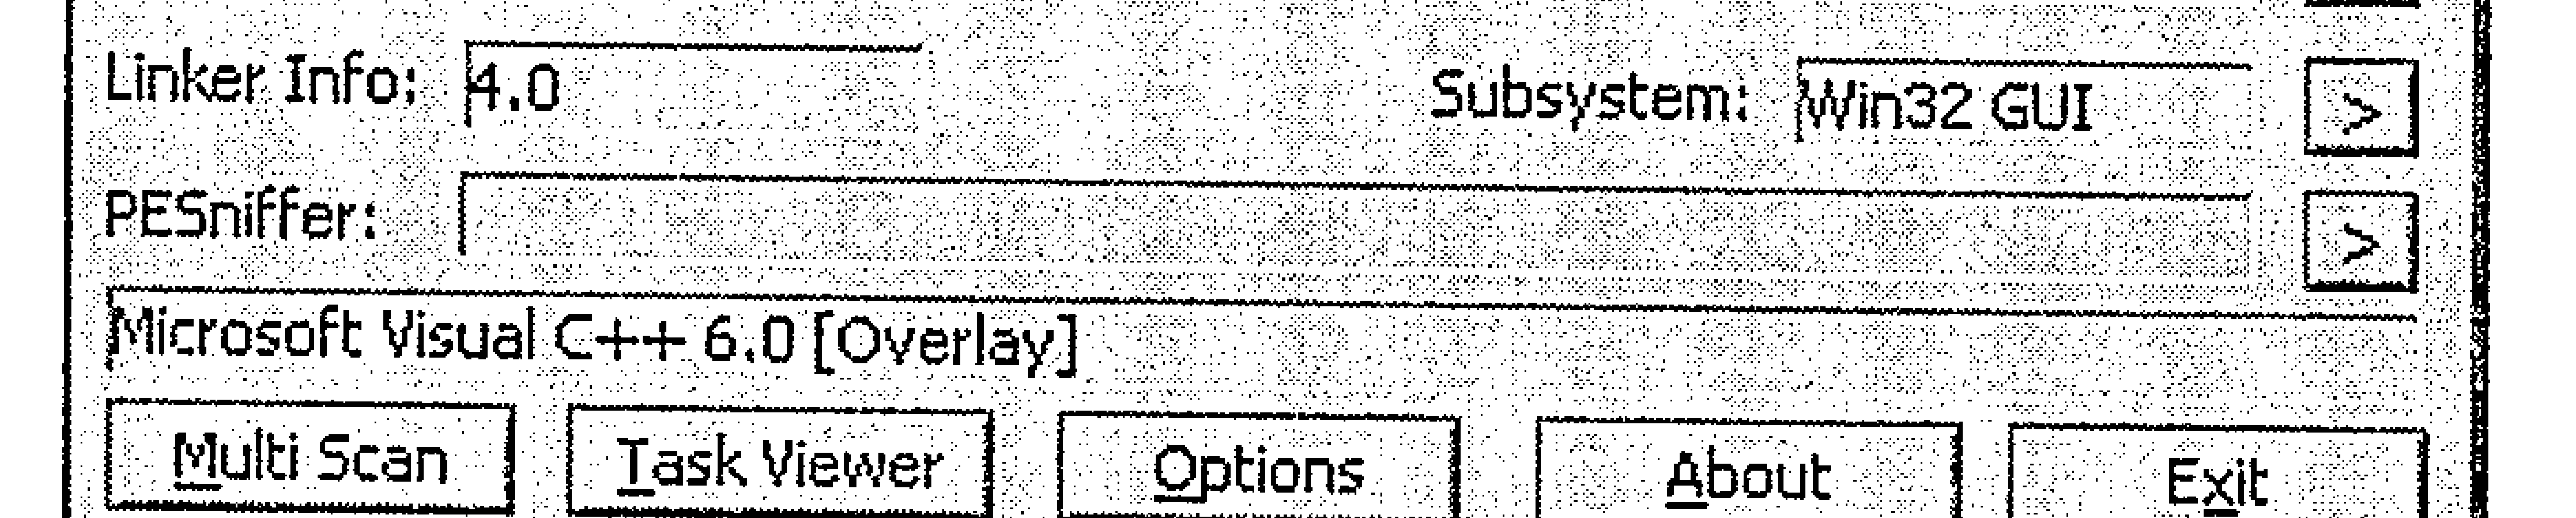 Linker Info: 4.0 Subsystem: Win32 GUI >
PESniffer: >
Microsoft Visual C++ 6.0 [Overlay]
Multi Scan Task Viewer Options About Exit